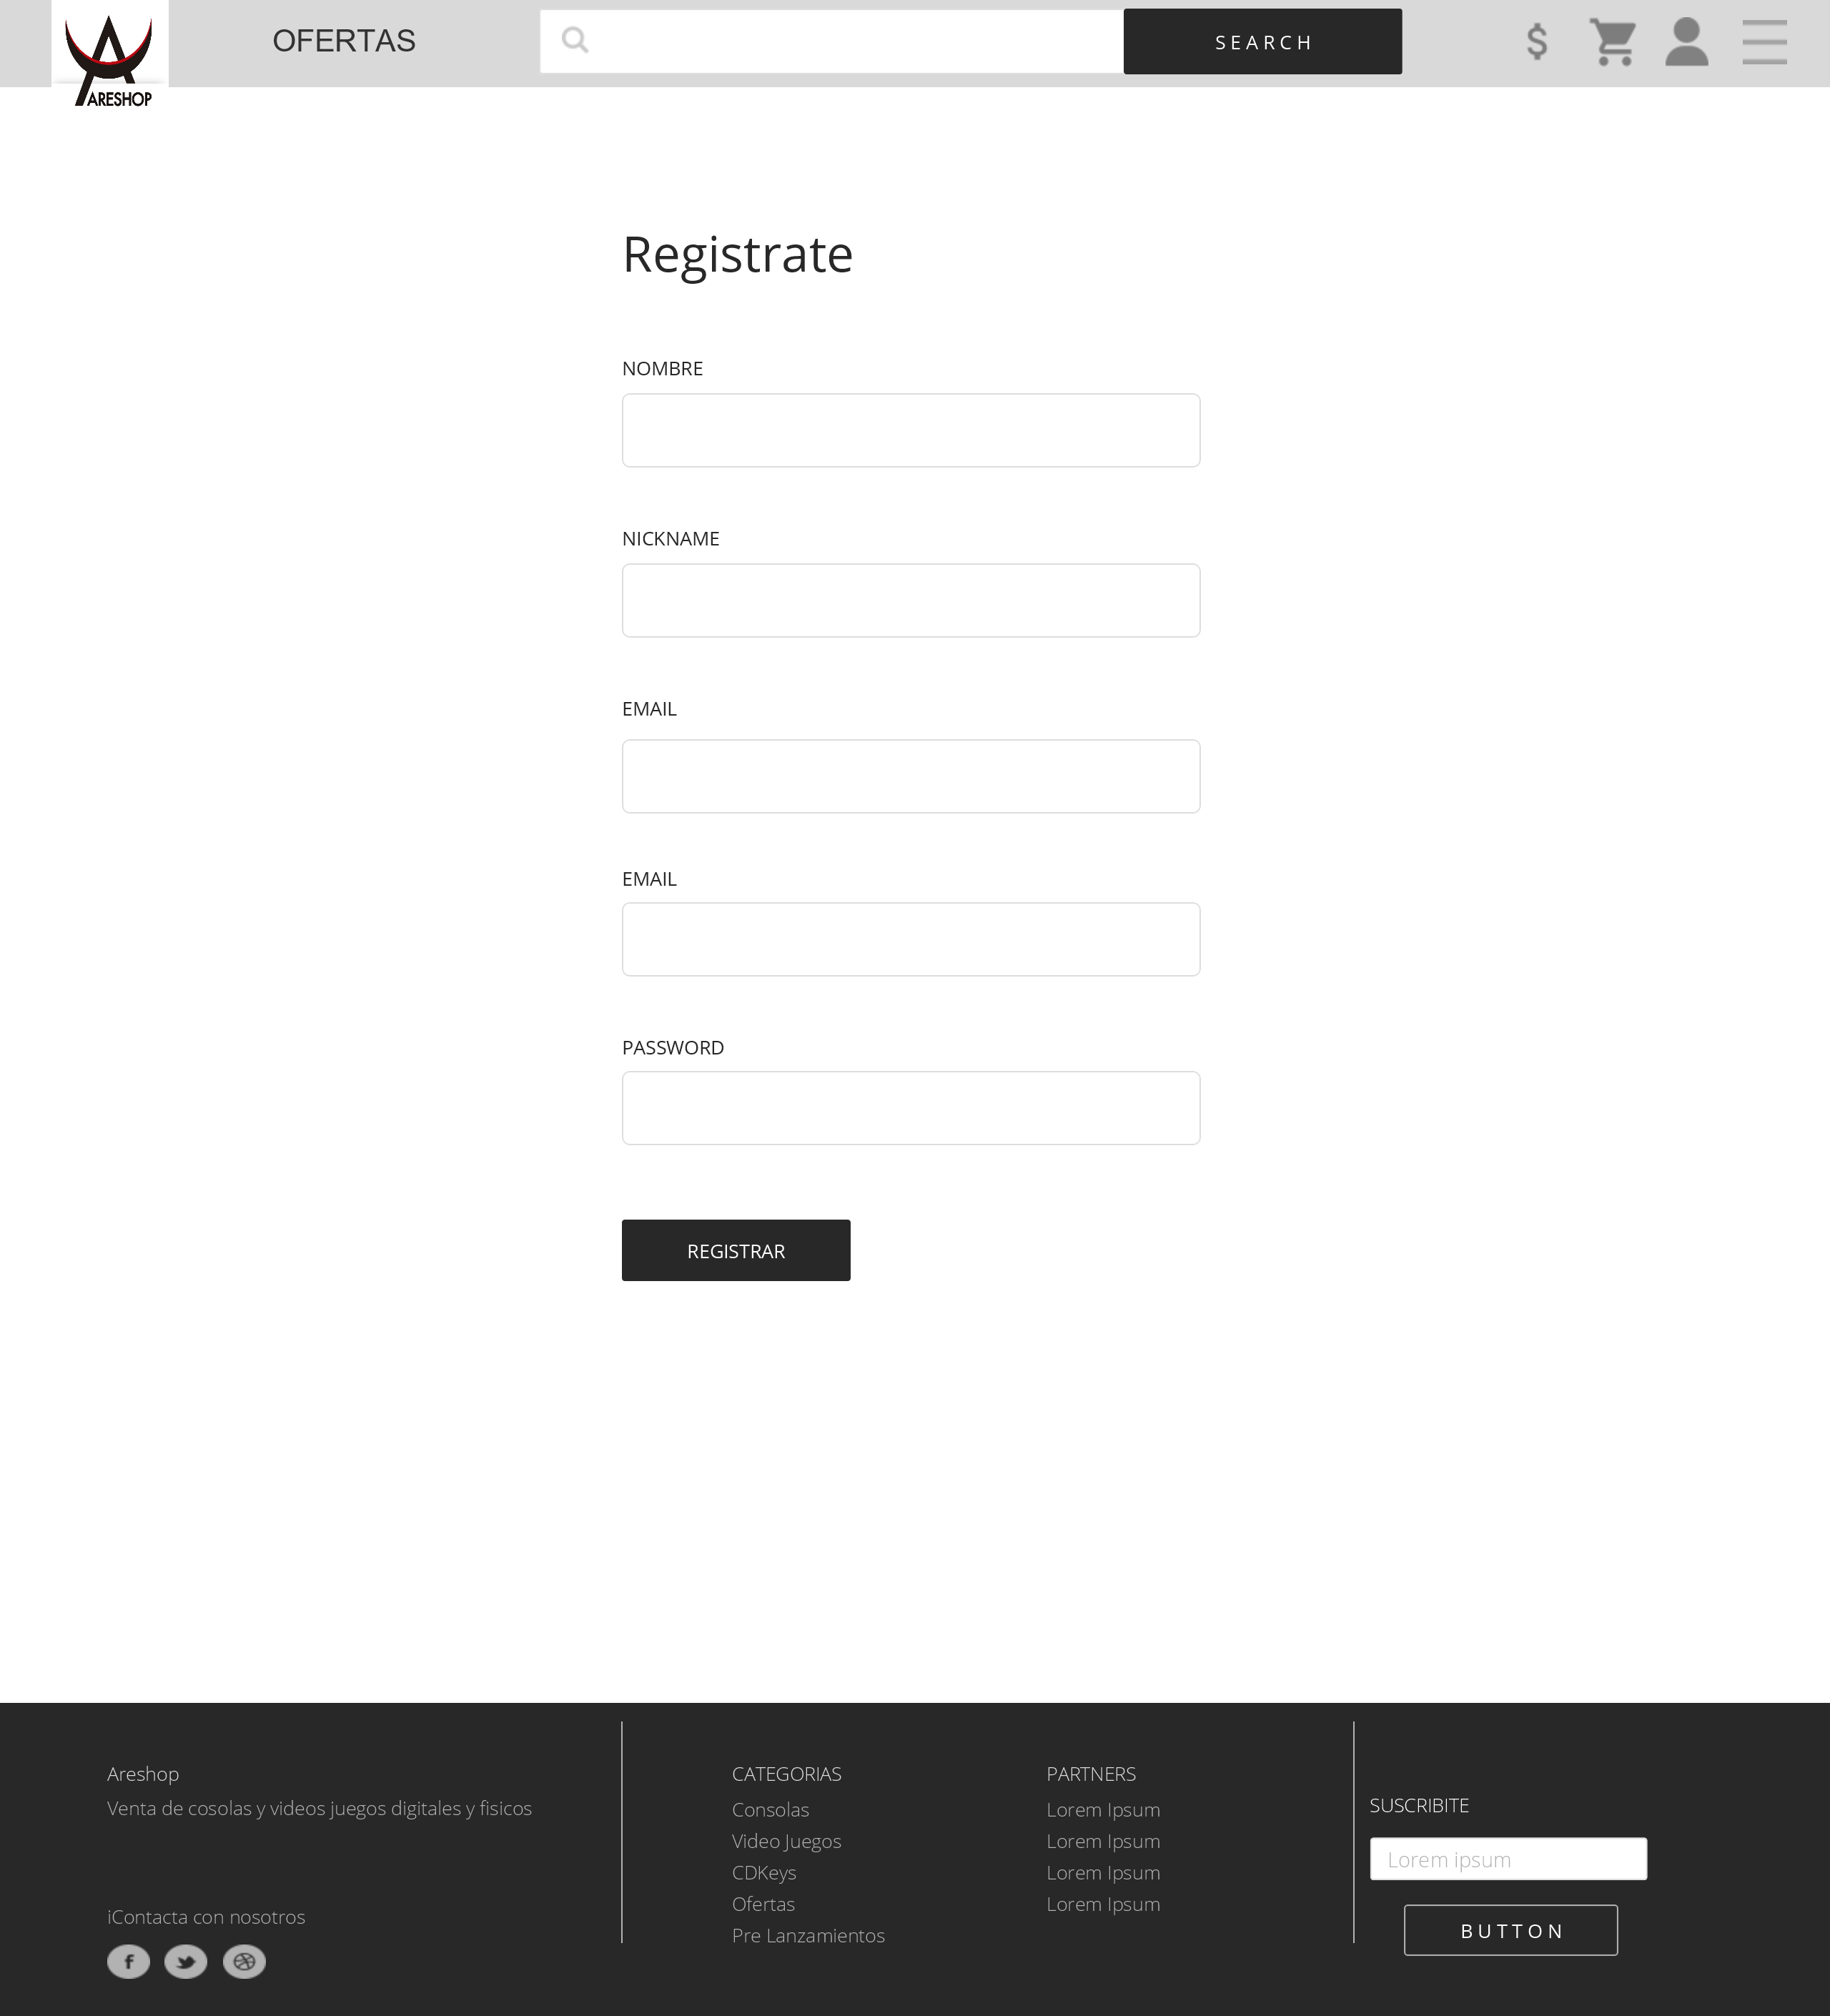 ARESHOP
OFERTAS
SEARCH
$
Registrate
NOMBRE
NICKNAME
EMAIL
EMAIL
PASSWORD
REGISTRAR
Areshop
Venta de cosolas y videos juegos digitales y fisicos
iContacta con nosotros
f
CATEGORIAS
Consolas
Video Juegos
CDKeys
Ofertas
Pre Lanzamientos
PARTNERS
Lorem Ipsum
Lorem Ipsum
Lorem Ipsum
Lorem Ipsum
SUSCRIBITE
Lorem ipsum
BUTTON